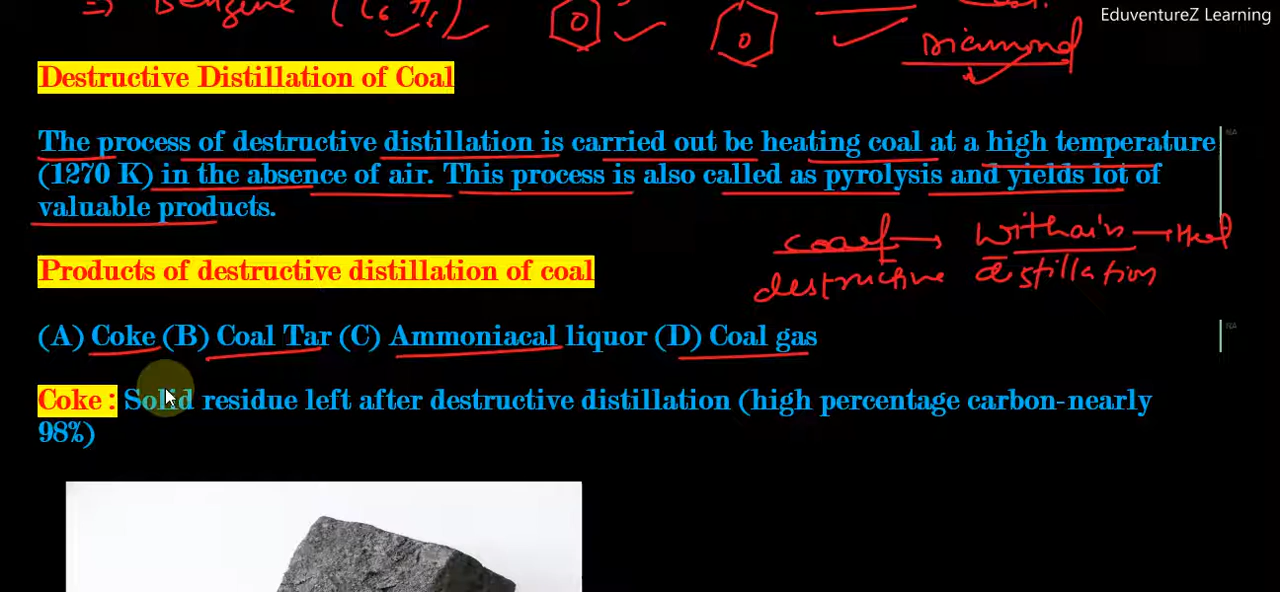 EduventureZ Learning
⇒ Benzene (C6H6)
Diamond
Destructive Distillation of Coal
The process of destructive distillation is carried out be heating coal at a high temperature
(1270 K) in the absence of air. This process is also called as pyrolysis and yields lot of
valuable products.
Products of destructive distillation of coal
destructive distillation
(A) Coke (B) Coal Tar (C) Ammoniacal liquor (D) Coal gas
Coke : Solid residue left after destructive distillation (high percentage carbon-nearly
98%)